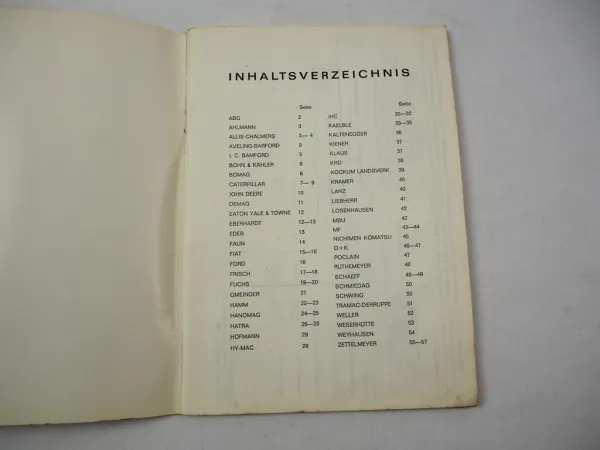 INHALTSVERZEICHNIS
Seite
ABG 2
AHLMANN 3
ALLIS-CHALMERS 3— 4
AVELING-BARFORD 5
I. C. BAMFORD 5
BOHN & KÄHLER 6
BOMAG 6
CATERPILLAR 7— 9
JOHN DEERE 10
DEMAG 11
EATON YALE & TOWNE 12
EBERHARDT 12—13
EDER 13
FAUN 14
FIAT 15—16
FORD 16
FRISCH 17—18
FUCHS 19—20
GMEINDER 21
HAMM 22—23
HANOMAG 24—25
HATRA 26—28
HOFMANN 29
HY-MAC 29
Seite
IHC 30—32
KAELBLE 33—35
KALTENEGGER 36
KIENER 37
KLAUS 37
KHD 38
KOCKUM LANDSVERK 39
KRAMER 40
LANZ 40
LIEBHERR 41
LOSENHAUSEN 42
MBU 42
MF 43—44
NICHIMEN KOMATSU 45
O+K 46—47
POCLAIN 47
RUTHEMEYER 48
SCHAEFF 48—49
SCHMIEDAG 50
SCHWING 50
TRAMAC-DERRUPPE 51
WELLER 52
WESERHÜTTE 53
WEYHAUSEN 54
ZETTELMEYER 55—57